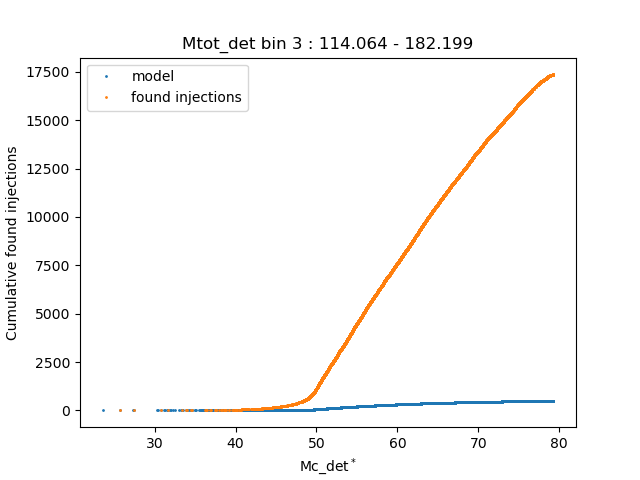 Mtot_det bin 3 : 114.064 - 182.199
model
found injections
17500
15000
12500
10000
7500
5000
2500
0
Cumulative found injections
30 40 50 60 70 80
Mc_det*